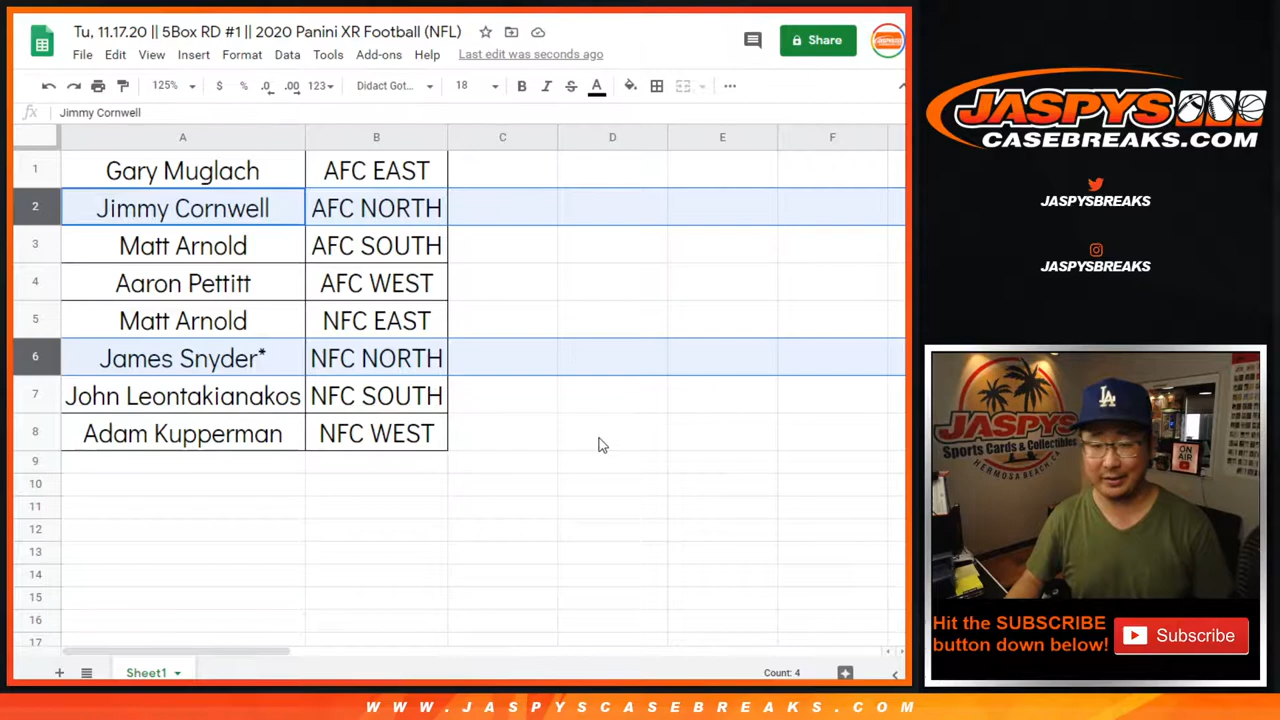 Tu, 11.17.20 || 5Box RD #1 || 2020 Panini XR Football (NFL)
File Edit View Insert Format Data Tools Add-ons Help Last edit was seconds ago
Share
125% $ % .0 .00 123 Didact Got... 18 B I S A
fx Jimmy Cornwell
A B C D E F
1 Gary Muglach AFC EAST
2 Jimmy Cornwell AFC NORTH
3 Matt Arnold AFC SOUTH
4 Aaron Pettitt AFC WEST
5 Matt Arnold NFC EAST
6 James Snyder* NFC NORTH
7 John Leontakianakos NFC SOUTH
8 Adam Kupperman NFC WEST
9
10
11
12
13
14
15
16
17
Sheet1
Count: 4
JASPYS
CASEBREAKS.COM
JASPYSBREAKS
JASPYSBREAKS
JASPYS
Sports Cards & Collectibles
HERMOSA BEACH, CA
ON AIR
LA
Hit the SUBSCRIBE
button down below!
Subscribe
WWW.JASPYSCASEBREAKS.COM